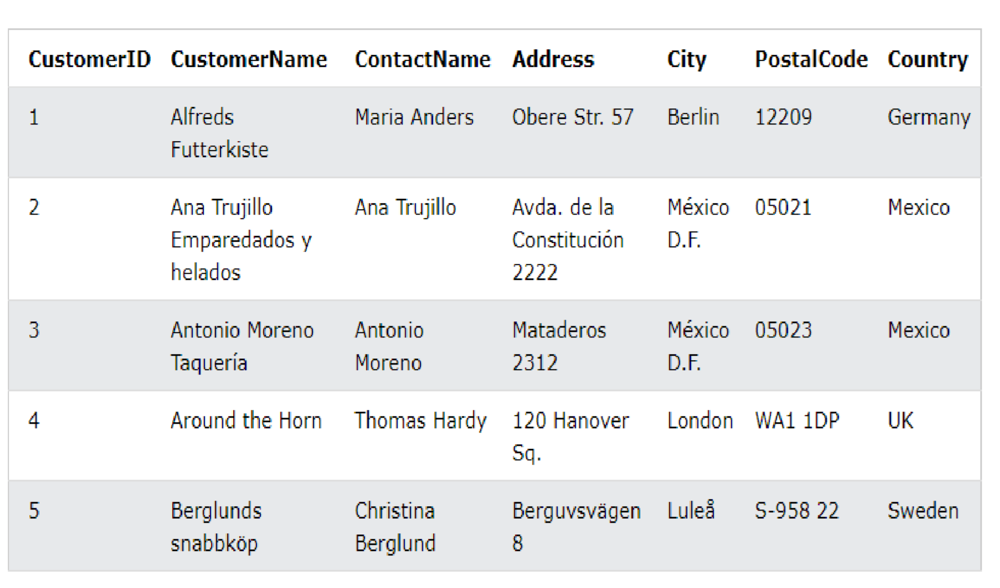 CustomerID CustomerName ContactName Address City PostalCode Country
1 Alfreds Maria Anders Obere Str. 57 Berlin 12209 Germany
Futterkiste
2 Ana Trujillo Ana Trujillo Avda. de la México 05021 Mexico
Emparedados y Constitución D.F.
helados 2222
3 Antonio Moreno Antonio Mataderos México 05023 Mexico
Taquería Moreno 2312 D.F.
4 Around the Horn Thomas Hardy 120 Hanover London WA1 1DP UK
Sq.
5 Berglunds Christina Berguvsvägen Luleå S-958 22 Sweden
snabbköp Berglund 8